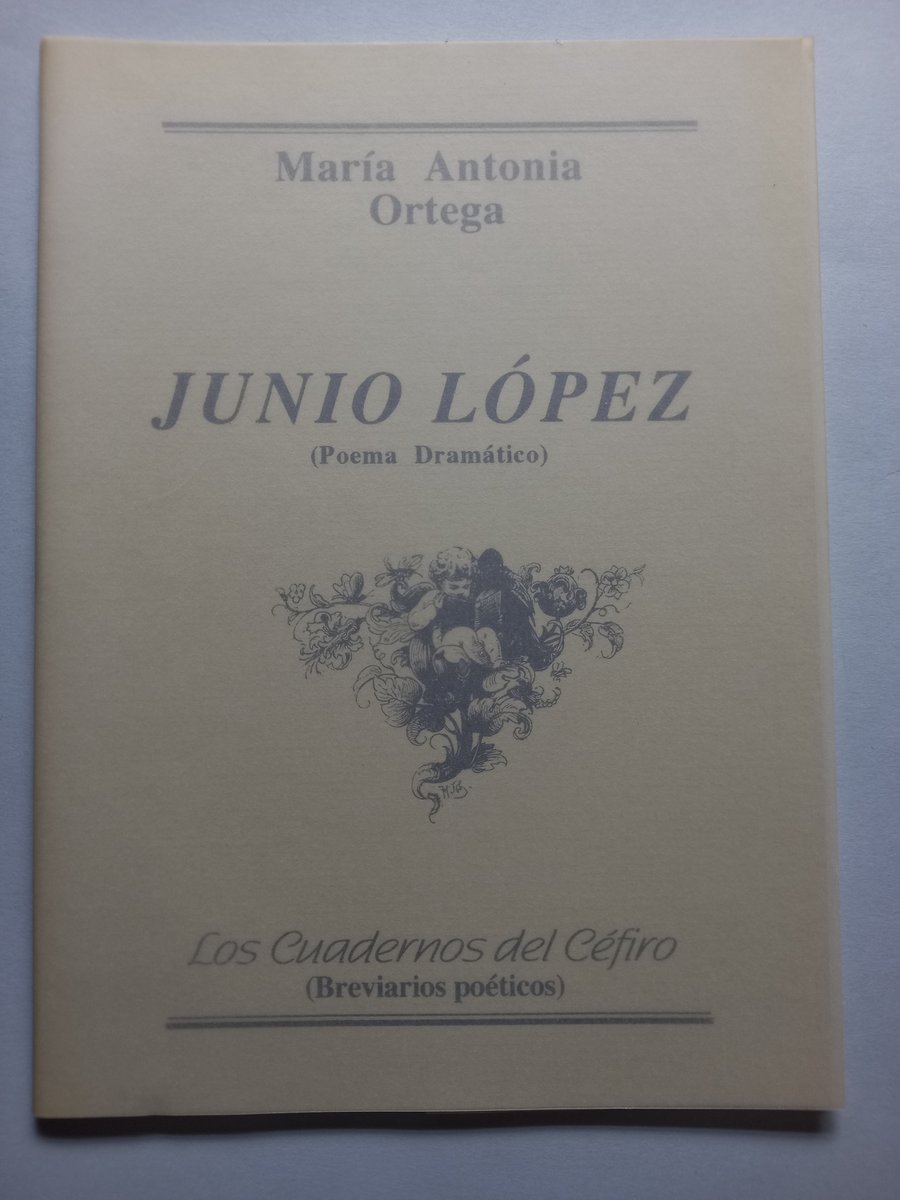 María Antonia
Ortega
JUNIO LÓPEZ
(Poema Dramático)
Los Cuadernos del Céfiro
(Breviarios poéticos)